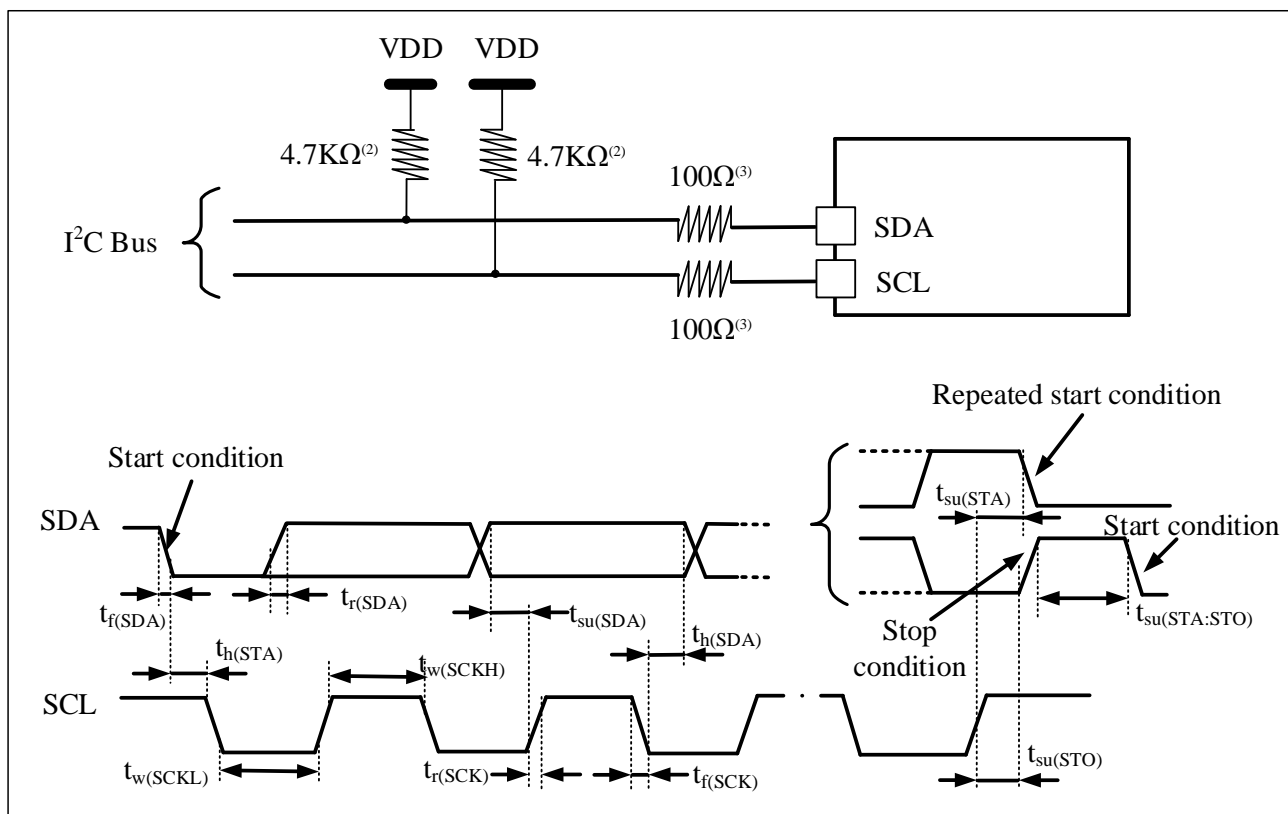 VDD VDD
4.7KΩ(2) 4.7KΩ(2)
100Ω(3)
I2C Bus
SDA
SCL
100Ω(3)
Repeated start condition
Start condition
tsu(STA)
SDA
Start condition
tf(SDA) tr(SDA) tsu(SDA) th(SDA)
Stop condition
tsu(STA:STO)
th(STA) tw(SCKH)
SCL
tw(SCKL) tr(SCK) tf(SCK) tsu(STO)